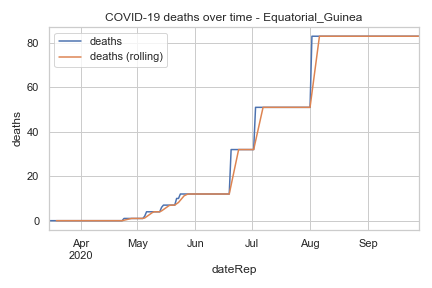 COVID-19 deaths over time - Equatorial_Guinea
deaths
deaths (rolling)
80
60
40
20
0
deaths
Apr
2020
May
Jun
Jul
Aug
Sep
dateRep